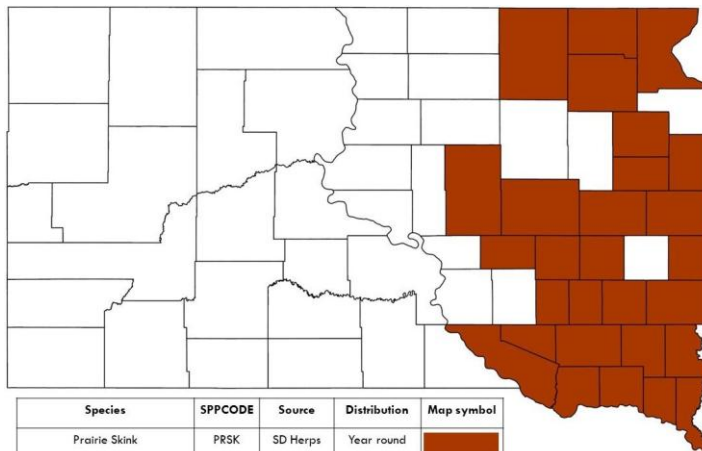 Species SPPCODE Source Distribution Map symbol
Prairie Skink PRSK SD Herps Year round